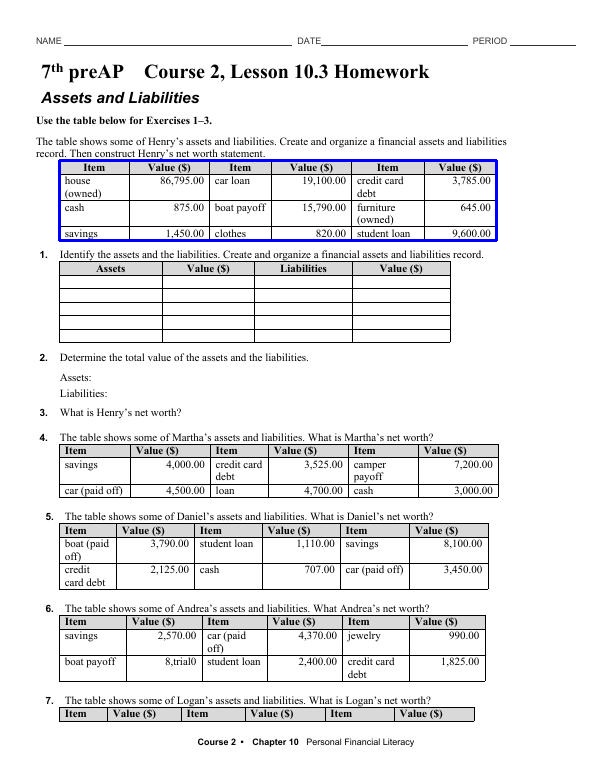 NAME DATE PERIOD
7th preAP Course 2, Lesson 10.3 Homework
Assets and Liabilities
Use the table below for Exercises 1–3.
The table shows some of Henry's assets and liabilities. Create and organize a financial assets and liabilities
record. Then construct Henry's net worth statement.
Item Value ($) Item Value ($) Item Value ($)
house 86,795.00 car loan 19,100.00 credit card 3,785.00
(owned) debt
cash 875.00 boat payoff 15,790.00 furniture 645.00
(owned)
savings 1,450.00 clothes 820.00 student loan 9,600.00
1. Identify the assets and the liabilities. Create and organize a financial assets and liabilities record.
Assets Value ($) Liabilities Value ($)
2. Determine the total value of the assets and the liabilities.
Assets:
Liabilities:
3. What is Henry's net worth?
4. The table shows some of Martha's assets and liabilities. What is Martha's net worth?
Item Value ($) Item Value ($) Item Value ($)
savings 4,000.00 credit card 3,525.00 camper 7,200.00
debt payoff
car (paid off) 4,500.00 loan 4,700.00 cash 3,000.00
5. The table shows some of Daniel's assets and liabilities. What is Daniel's net worth?
Item Value ($) Item Value ($) Item Value ($)
boat (paid 3,790.00 student loan 1,110.00 savings 8,100.00
off)
credit 2,125.00 cash 707.00 car (paid off) 3,450.00
card debt
6. The table shows some of Andrea's assets and liabilities. What Andrea's net worth?
Item Value ($) Item Value ($) Item Value ($)
savings 2,570.00 car (paid 4,370.00 jewelry 990.00
off)
boat payoff 8,trial0 student loan 2,400.00 credit card 1,825.00
debt
7. The table shows some of Logan's assets and liabilities. What is Logan's net worth?
Item Value ($) Item Value ($) Item Value ($)
Course 2 • Chapter 10 Personal Financial Literacy